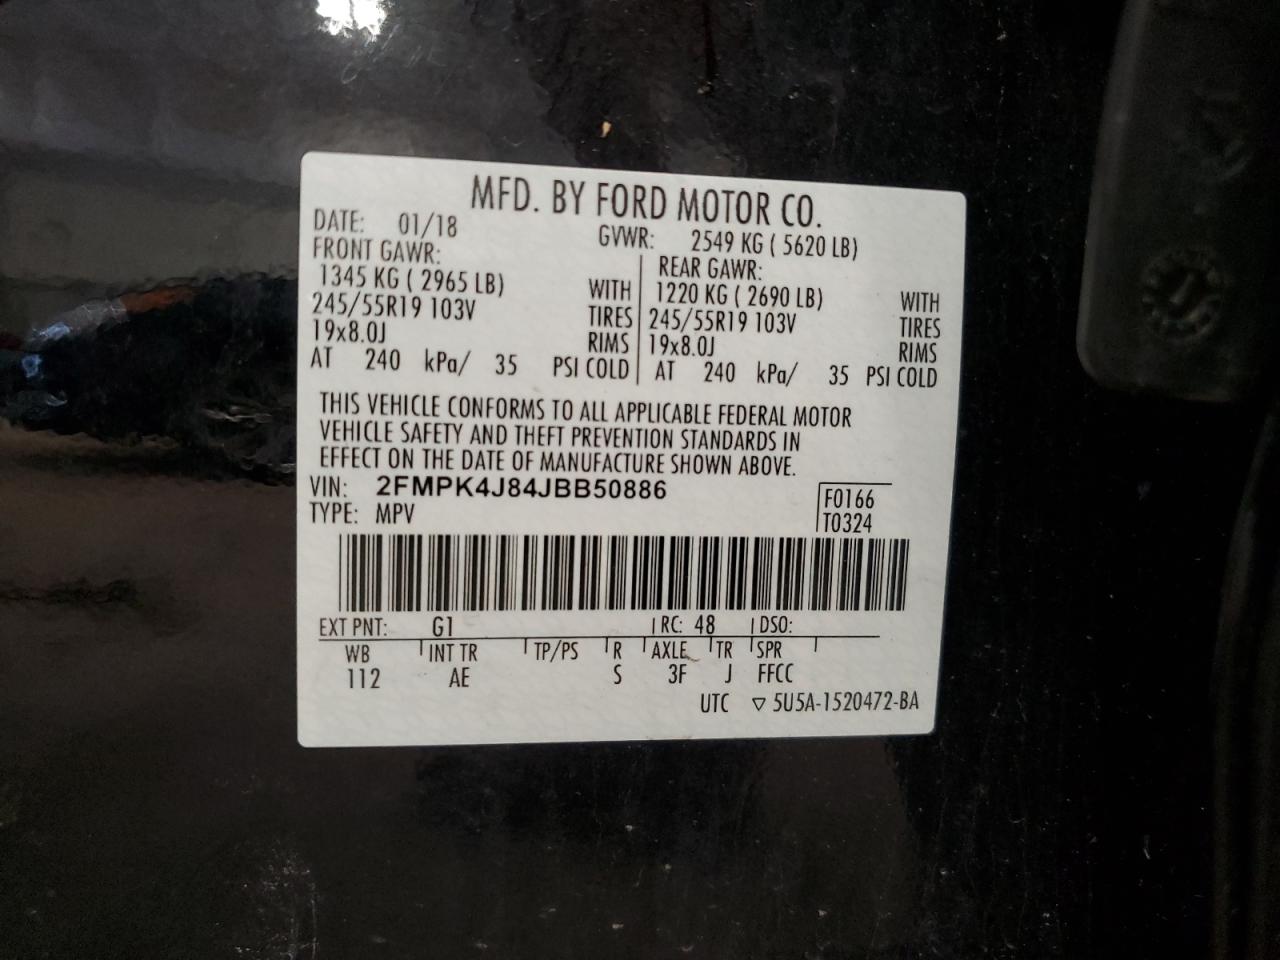 MFD. BY FORD MOTOR CO.
DATE: 01/18 GVWR: 2549 KG ( 5620 LB)
FRONT GAWR: REAR GAWR:
1345 KG ( 2965 LB) WITH 1220 KG ( 2690 LB) WITH
245/55R19 103V TIRES 245/55R19 103V TIRES
19x8.0J RIMS 19x8.0J RIMS
AT 240 kPa/ 35 PSI COLD AT 240 kPa/ 35 PSI COLD
THIS VEHICLE CONFORMS TO ALL APPLICABLE FEDERAL MOTOR
VEHICLE SAFETY AND THEFT PREVENTION STANDARDS IN
EFFECT ON THE DATE OF MANUFACTURE SHOWN ABOVE.
VIN: 2FMPK4J84JBB50886 F0166
TYPE: MPV T0324
EXT PNT: G1 RC: 48 DSO:
WB INT TR TP/PS R AXLE TR SPR
112 AE S 3F J FFCC
UTC ▽ 5U5A-1520472-BA